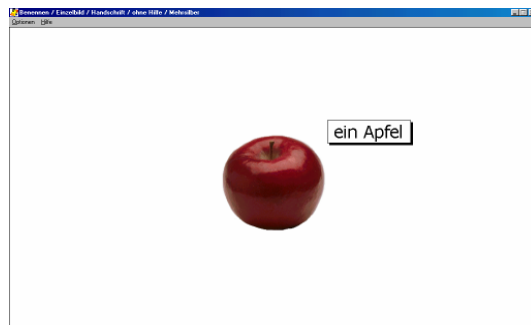 Benennen / Einzelbild / Handschrift / ohne Hilfe / Mehrsilber
Optionen Hilfe
ein Apfel